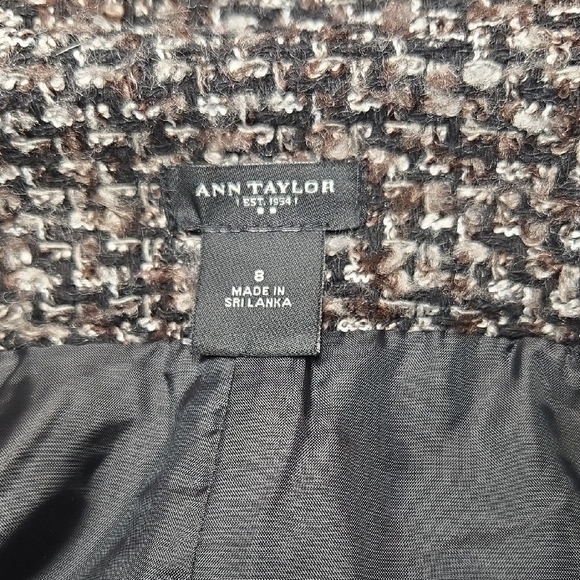 ANN TAYLOR
EST. 1954
8
MADE IN
SRI LANKA